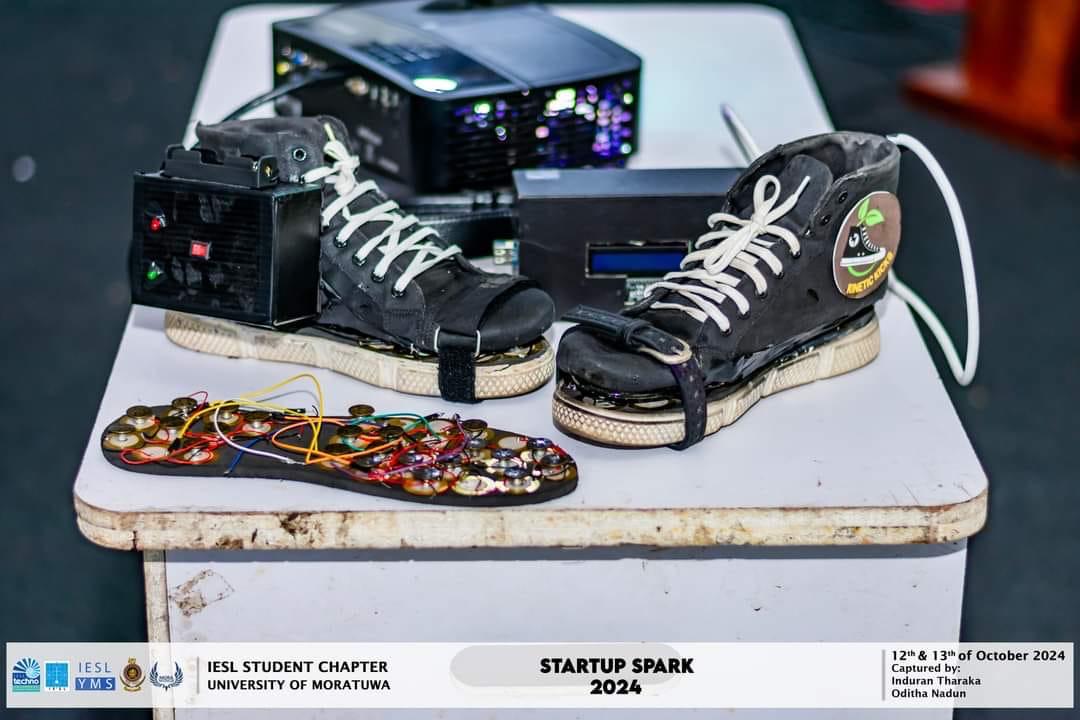 KINETIC KICKS
IESL
techno
IESL
YMS
IESL STUDENT CHAPTER
UNIVERSITY OF MORATUWA
STARTUP SPARK
2024
12th & 13th of October 2024
Captured by:
Induran Tharaka
Oditha Nadun